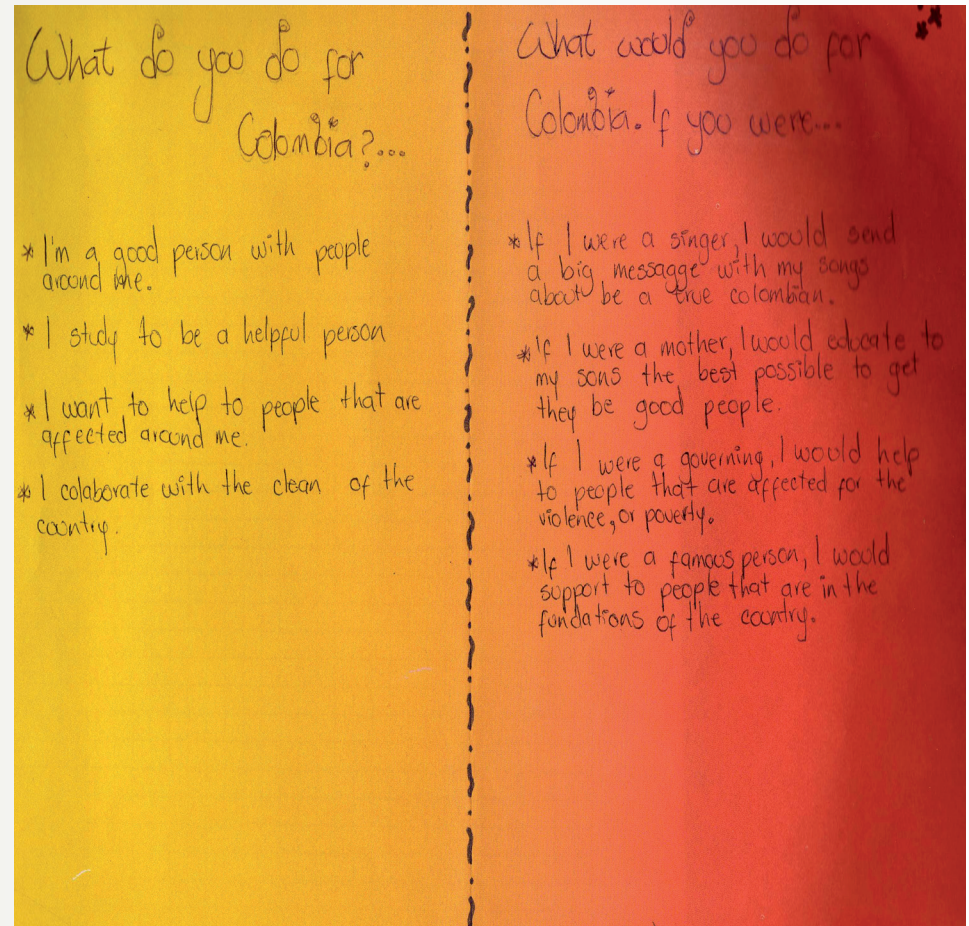 What do you do for
Colombia?...
* I'm a good person with people
around me.
* I study to be a helpful person
* I want to help to people that are
affected around me.
* I colaborate with the clean of the
country.
What would you do for
Colombia. If you were...
* If I were a singer, I would send
a big messagge with my songs
about be a true colombian.
* If I were a mother, I would educate to
my sons the best possible to get
they be good people.
* If I were a governing, I would help
to people that are affected for the
violence, or poverty.
* If I were a famous person, I would
support to people that are in the
fundations of the country.